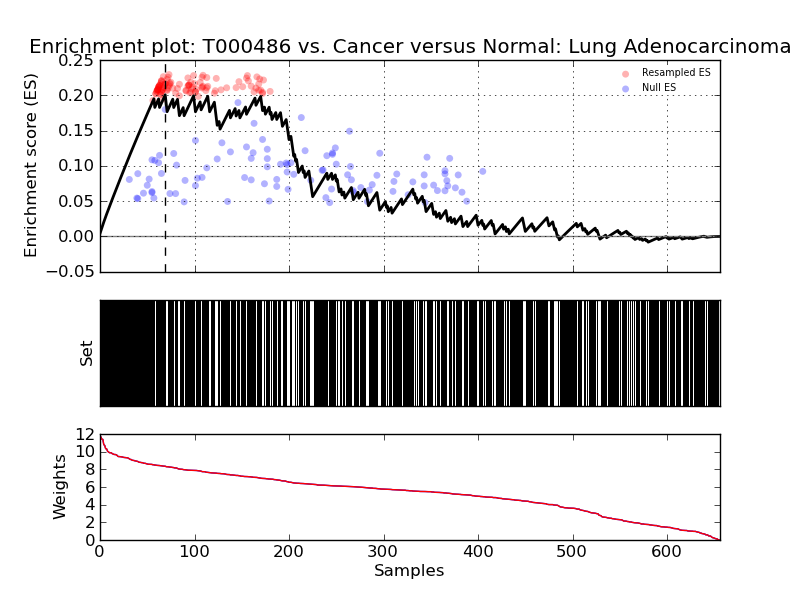 Enrichment plot: T000486 vs. Cancer versus Normal: Lung Adenocarcinoma
Enrichment score (ES)
0.25
0.20
0.15
0.10
0.05
0.00
−0.05
Resampled ES
Null ES
Set
Weights
12
10
8
6
4
2
0
0 100 200 300 400 500 600
Samples